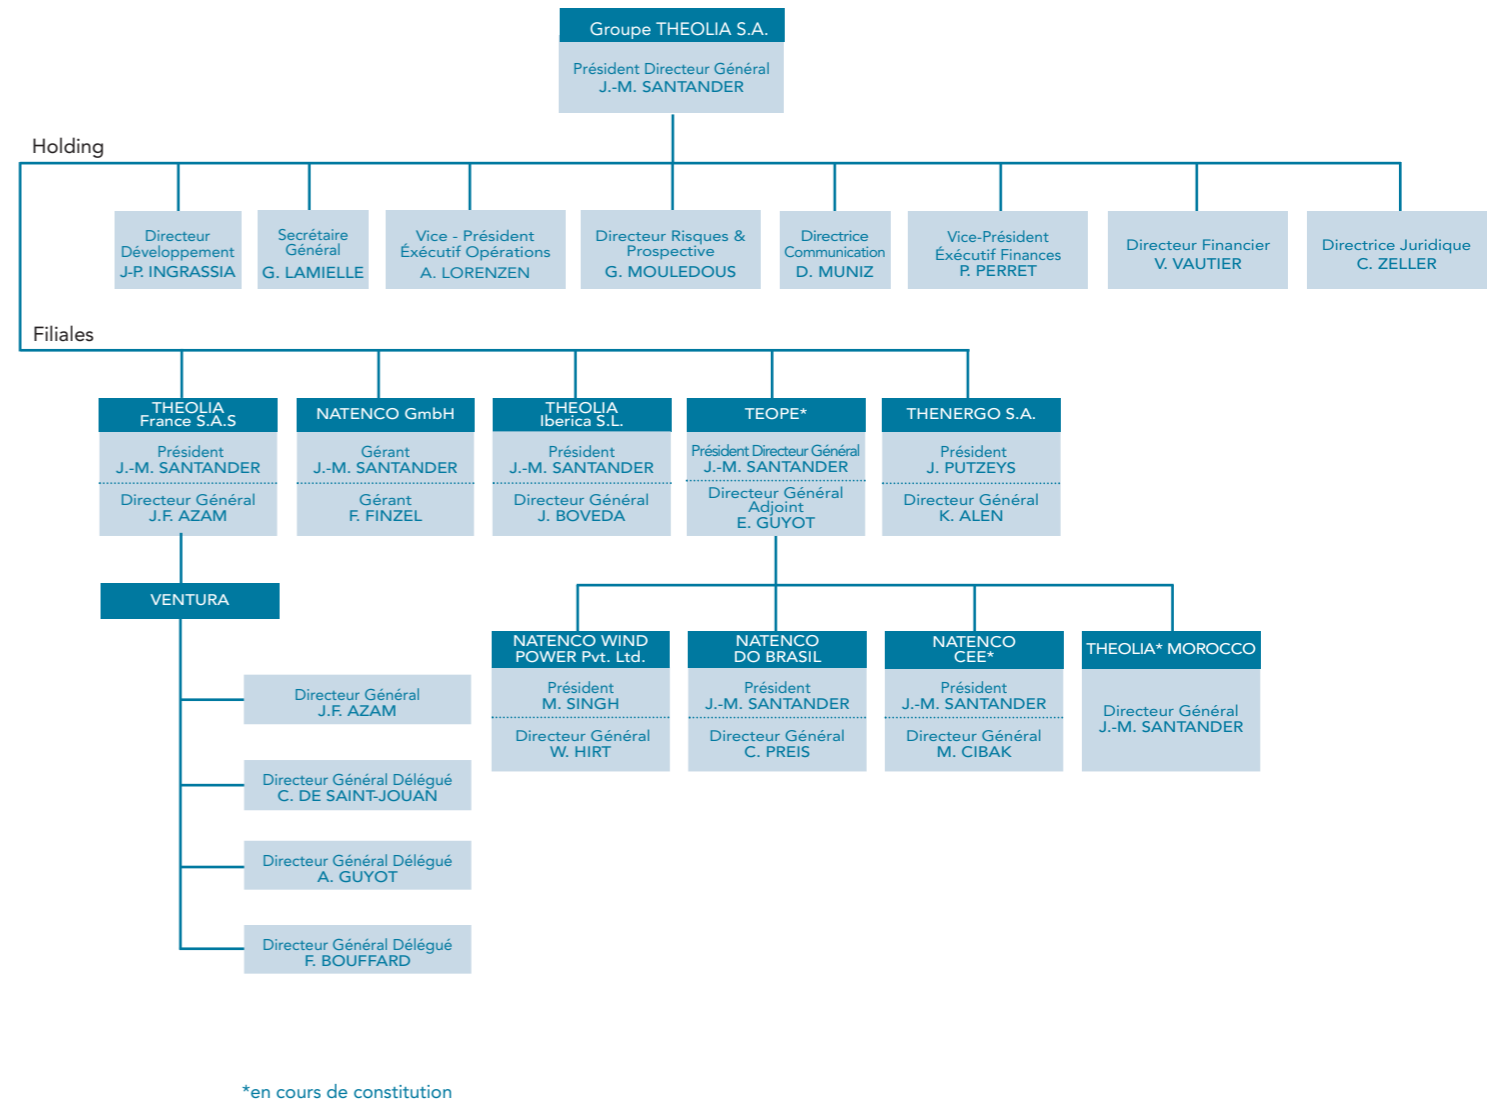 Groupe THEOLIA S.A.
Président Directeur Général
J.-M. SANTANDER
Holding
Directeur
Développement
J-P. INGRASSIA
Secrétaire
Général
G. LAMIELLE
Vice - Président
Éxécutif Opérations
A. LORENZEN
Directeur Risques &
Prospective
G. MOULEDOUS
Directrice
Communication
D. MUNIZ
Vice-Président
Éxécutif Finances
P. PERRET
Directeur Financier
V. VAUTIER
Directrice Juridique
C. ZELLER
Filiales
THEOLIA
France S.A.S
Président
J.-M. SANTANDER
Directeur Général
J.F. AZAM
NATENCO GmbH
Gérant
J.-M. SANTANDER
Gérant
F. FINZEL
THEOLIA
Iberica S.L.
Président
J.-M. SANTANDER
Directeur Général
J. BOVEDA
TEOPE*
Président Directeur Général
J.-M. SANTANDER
Directeur Général
Adjoint
E. GUYOT
THENERGO S.A.
Président
J. PUTZEYS
Directeur Général
K. ALEN
VENTURA
Directeur Général
J.F. AZAM
Directeur Général Délégué
C. DE SAINT-JOUAN
Directeur Général Délégué
A. GUYOT
Directeur Général Délégué
F. BOUFFARD
NATENCO WIND
POWER Pvt. Ltd.
Président
M. SINGH
Directeur Général
W. HIRT
NATENCO
DO BRASIL
Président
J.-M. SANTANDER
Directeur Général
C. PREIS
NATENCO
CEE*
Président
J.-M. SANTANDER
Directeur Général
M. CIBAK
THEOLIA* MOROCCO
Directeur Général
J.-M. SANTANDER
*en cours de constitution